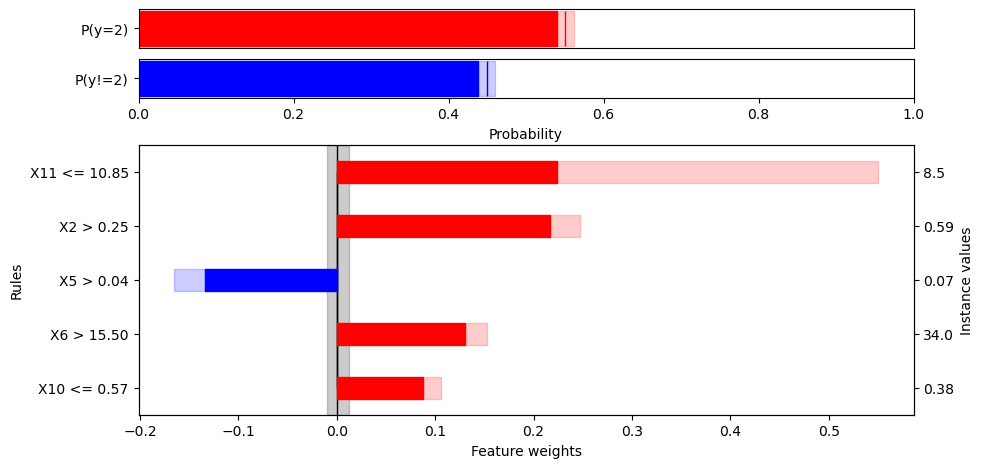 P(y=2)
P(y!=2)
0.0 0.2 0.4 0.6 0.8 1.0
Probability
X11 <= 10.85 8.5
X2 > 0.25 0.59
X5 > 0.04 0.07
X6 > 15.50 34.0
X10 <= 0.57 0.38
Rules
Instance values
−0.2 −0.1 0.0 0.1 0.2 0.3 0.4 0.5
Feature weights